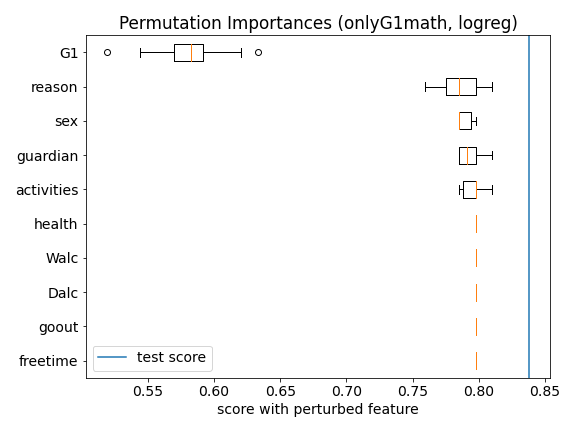 Permutation Importances (onlyG1math, logreg)
G1
reason
sex
guardian
activities
health
Walc
Dalc
goout
freetime
test score
0.55 0.60 0.65 0.70 0.75 0.80 0.85
score with perturbed feature